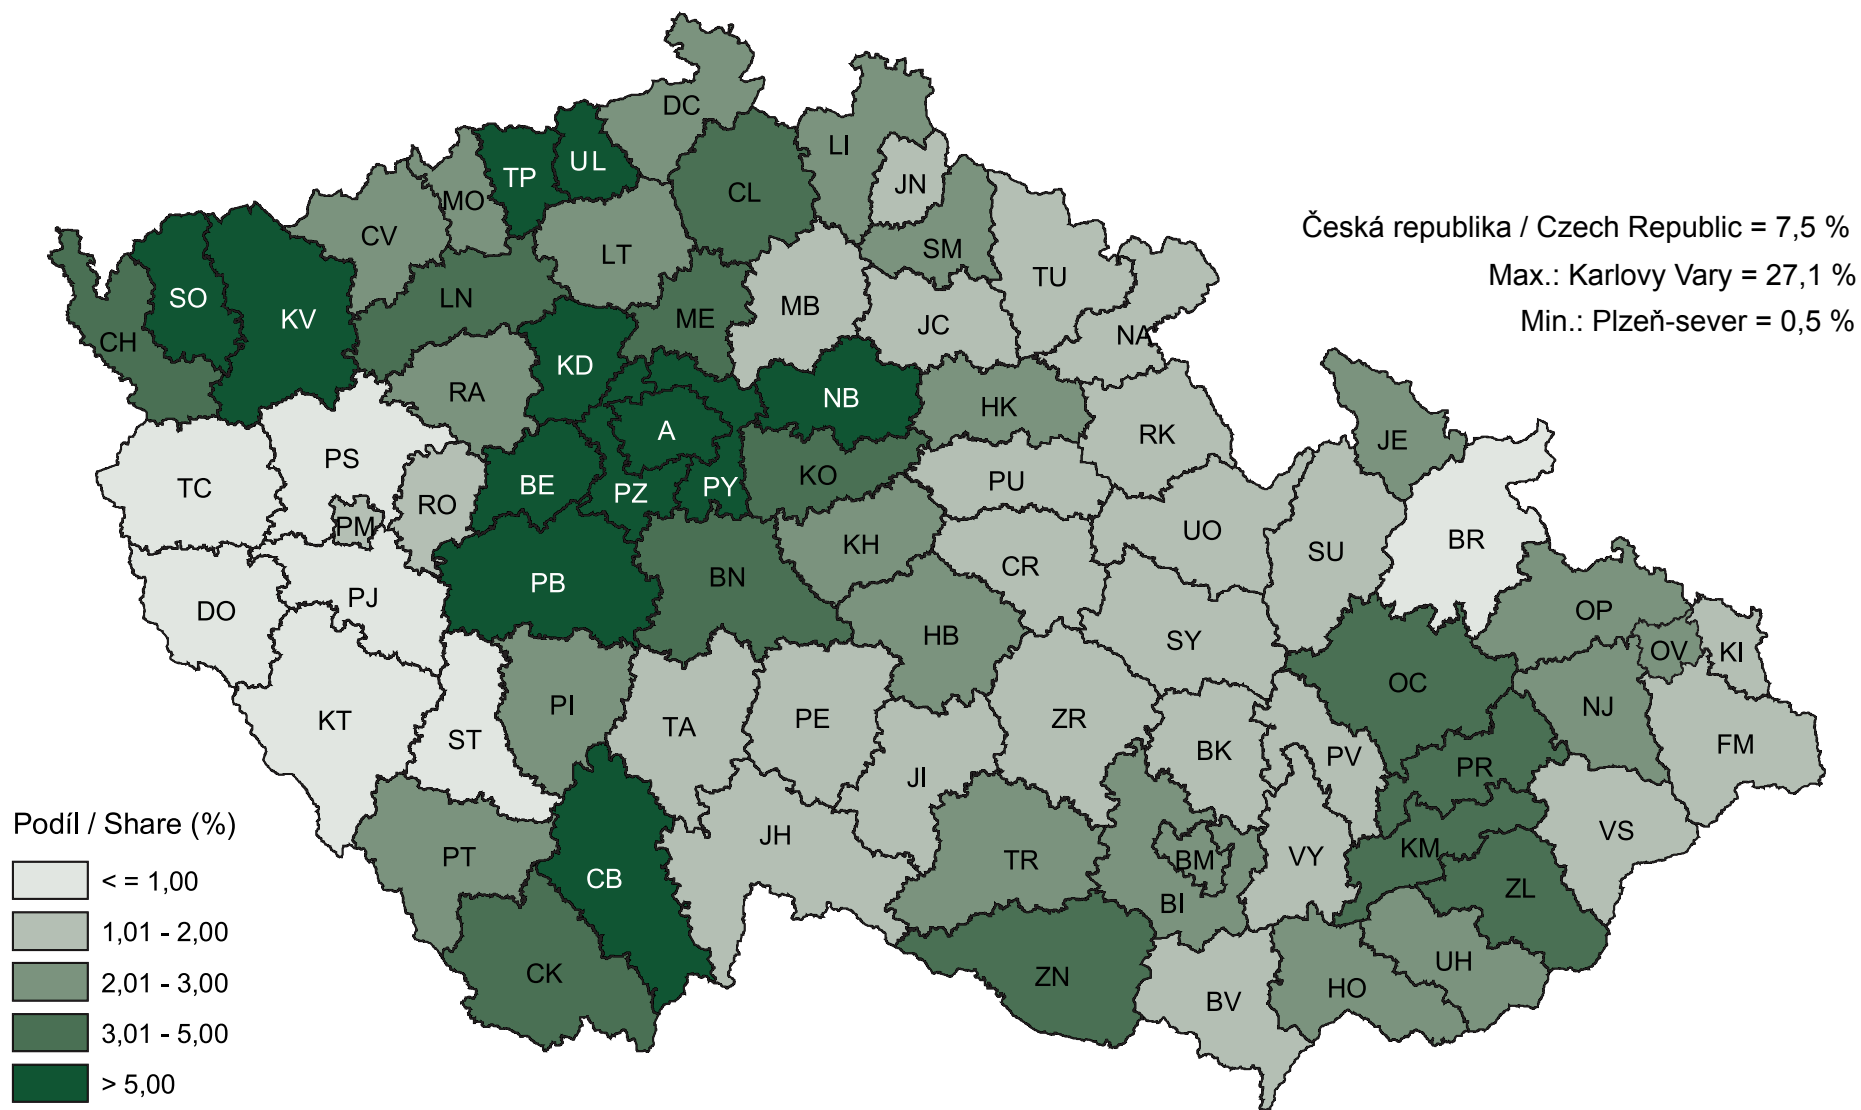 DC
LI
UL
TP
JN
CL
MO
CV
SM
LT
TU
Česká republika / Czech Republic = 7,5 %
Max.: Karlovy Vary = 27,1 %
Min.: Plzeň-sever = 0,5 %
SO
KV
LN
ME
MB
JC
NA
CH
KD
RA
NB
HK
A
RK
JE
PS
TC
RO
BE
PZ
PY
KO
PU
PM
UO
BR
SU
KH
CR
BN
PB
PJ
DO
OP
HB
SY
OV
KI
OC
PI
KT
ST
TA
PE
ZR
NJ
BK
PV
FM
PR
JI
Podíl / Share (%)
< = 1,00
1,01 - 2,00
2,01 - 3,00
3,01 - 5,00
> 5,00
JH
VS
PT
CB
TR
BM
VY
KM
ZL
BI
CK
ZN
BV
HO
UH